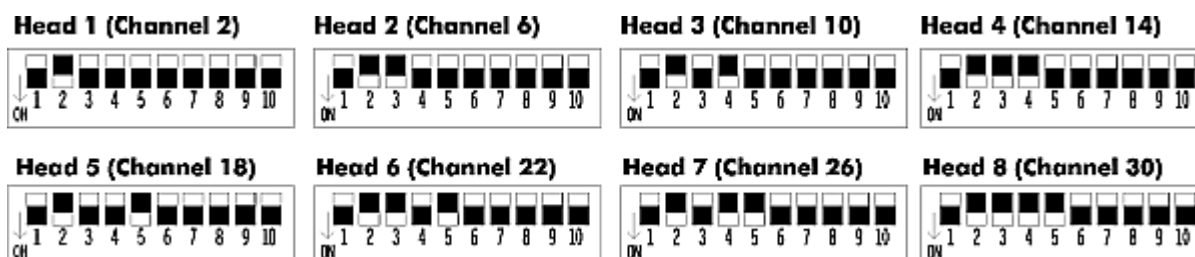 Head 1 (Channel 2)
1 2 3 4 5 6 7 8 9 10
ON
Head 2 (Channel 6)
1 2 3 4 5 6 7 8 9 10
ON
Head 3 (Channel 10)
1 2 3 4 5 6 7 8 9 10
ON
Head 4 (Channel 14)
1 2 3 4 5 6 7 8 9 10
ON
Head 5 (Channel 18)
1 2 3 4 5 6 7 8 9 10
ON
Head 6 (Channel 22)
1 2 3 4 5 6 7 8 9 10
ON
Head 7 (Channel 26)
1 2 3 4 5 6 7 8 9 10
ON
Head 8 (Channel 30)
1 2 3 4 5 6 7 8 9 10
ON